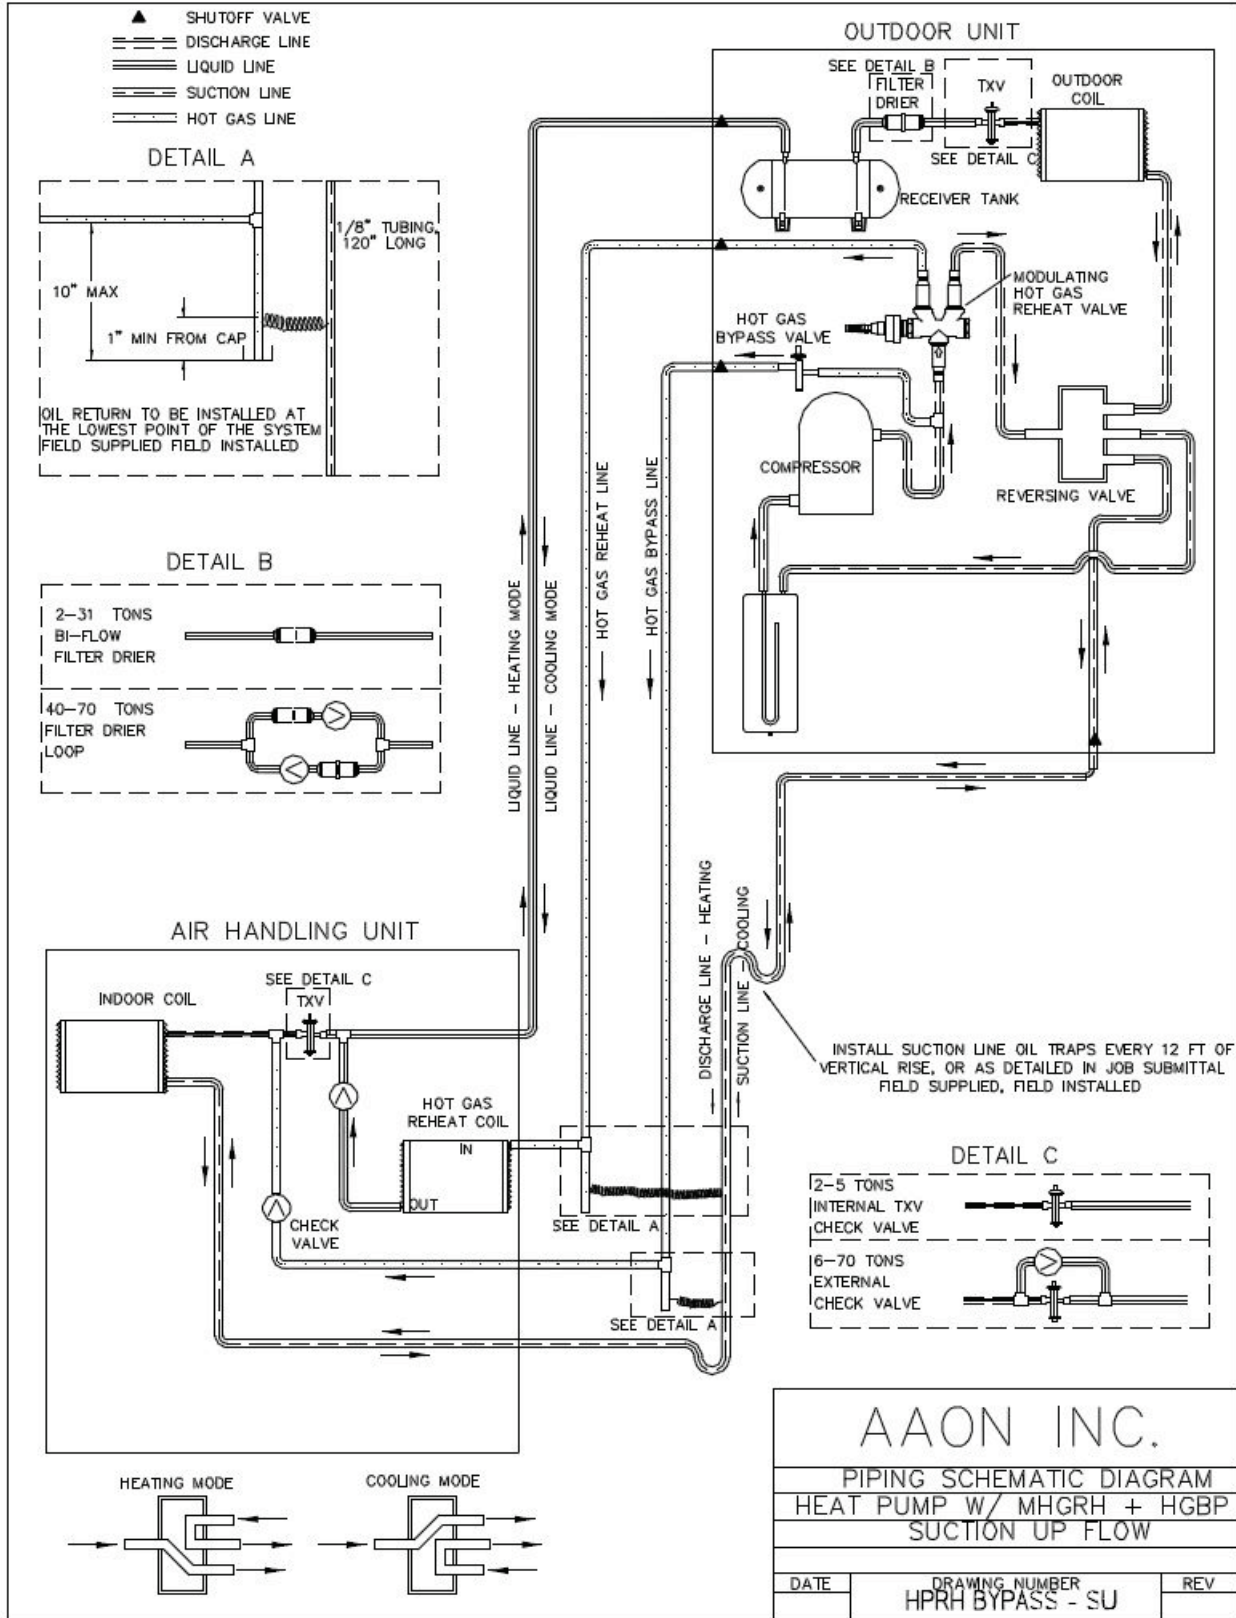 SHUTOFF VALVE
DISCHARGE LINE
LIQUID LINE
SUCTION LINE
HOT GAS LINE
DETAIL A
1/8" TUBING,
120" LONG
10" MAX
1" MIN FROM CAP
OIL RETURN TO BE INSTALLED AT
THE LOWEST POINT OF THE SYSTEM
FIELD SUPPLIED FIELD INSTALLED
DETAIL B
2-31 TONS
BI-FLOW
FILTER DRIER
40-70 TONS
FILTER DRIER
LOOP
OUTDOOR UNIT
SEE DETAIL B
FILTER
DRIER
TXV
OUTDOOR
COIL
SEE DETAIL C
RECEIVER TANK
MODULATING
HOT GAS
REHEAT VALVE
HOT GAS
BYPASS VALVE
COMPRESSOR
REVERSING VALVE
LIQUID LINE - HEATING MODE
LIQUID LINE - COOLING MODE
HOT GAS REHEAT LINE
HOT GAS BYPASS LINE
DISCHARGE LINE - HEATING
SUCTION LINE - COOLING
AIR HANDLING UNIT
SEE DETAIL C
TXV
INDOOR COIL
HOT GAS
REHEAT COIL
IN
OUT
CHECK
VALVE
SEE DETAIL A
SEE DETAIL A
INSTALL SUCTION LINE OIL TRAPS EVERY 12 FT OF
VERTICAL RISE, OR AS DETAILED IN JOB SUBMITTAL
FIELD SUPPLIED, FIELD INSTALLED
DETAIL C
2-5 TONS
INTERNAL TXV
CHECK VALVE
6-70 TONS
EXTERNAL
CHECK VALVE
HEATING MODE
COOLING MODE
AAON INC.
PIPING SCHEMATIC DIAGRAM
HEAT PUMP W/ MHGRH + HGBP
SUCTION UP FLOW
DATE
DRAWING NUMBER
REV
HPRH BYPASS - SU